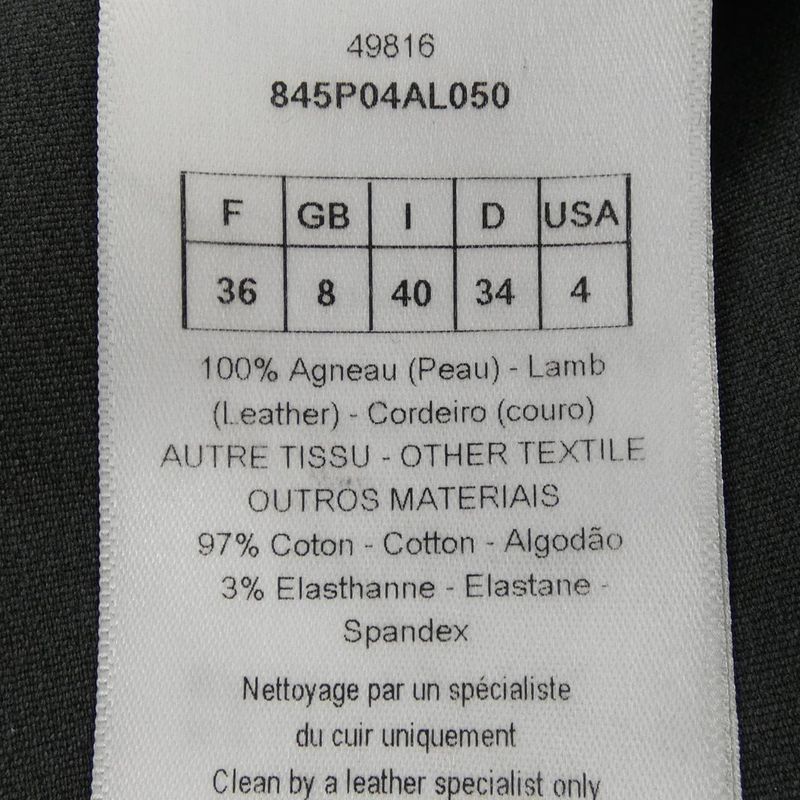 49816
845P04AL050
F GB I D USA
36 8 40 34 4
100% Agneau (Peau) - Lamb
(Leather) - Cordeiro (couro)
AUTRE TISSU - OTHER TEXTILE
OUTROS MATERIAIS
97% Coton - Cotton - Algodão
3% Elasthanne - Elastane -
Spandex
Nettoyage par un spécialiste
du cuir uniquement
Clean by a leather specialist only